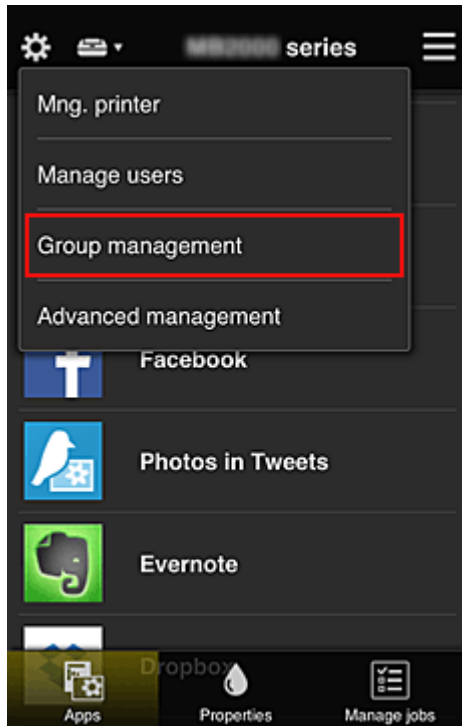 series
Mng. printer
Manage users
Group management
Advanced management
Facebook
Photos in Tweets
Evernote
Dropbox
Apps
Properties
Manage jobs